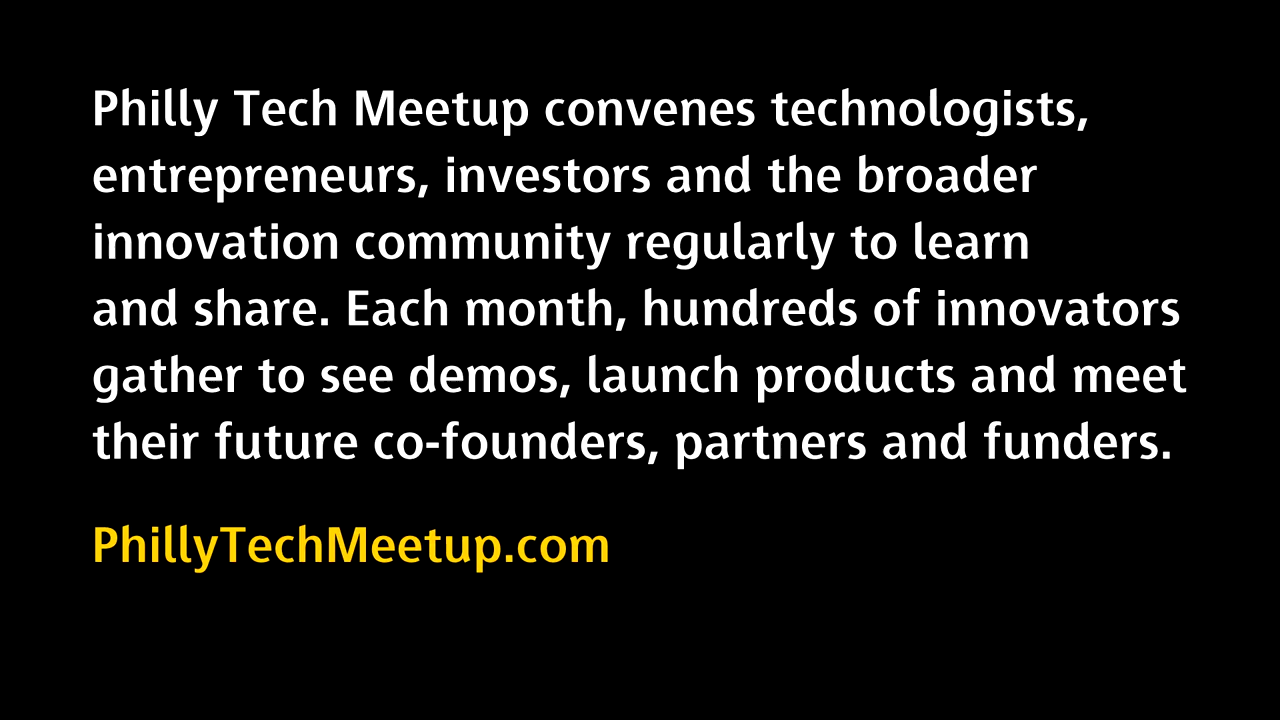 Philly Tech Meetup convenes technologists,
entrepreneurs, investors and the broader
innovation community regularly to learn
and share. Each month, hundreds of innovators
gather to see demos, launch products and meet
their future co-founders, partners and funders.
PhillyTechMeetup.com